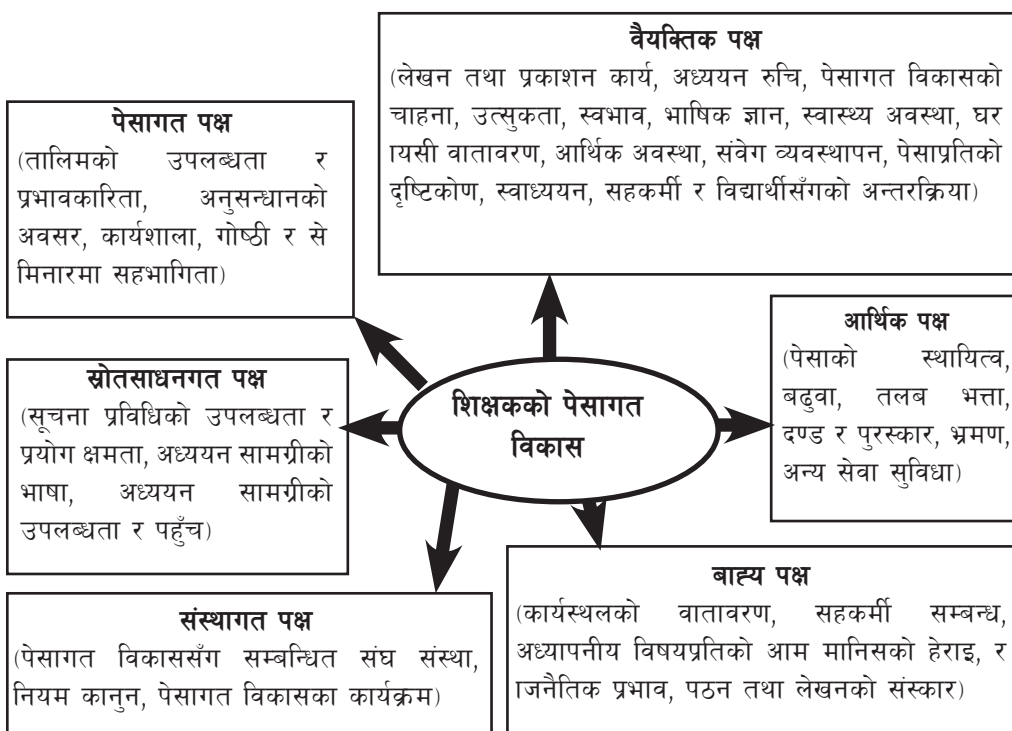 वैयक्तिक पक्ष
(लेखन तथा प्रकाशन कार्य, अध्ययन रुचि, पेसागत विकासको
चाहना, उत्सुकता, स्वभाव, भाषिक ज्ञान, स्वास्थ्य अवस्था, घर
ायसी वातावरण, आर्थिक अवस्था, संवेग व्यवस्थापन, पेसाप्रतिको
दृष्टिकोण, स्वाध्ययन, सहकर्मी र विद्यार्थीसँगको अन्तरक्रिया)
पेसागत पक्ष
(तालिमको उपलब्धता र
प्रभावकारिता, अनुसन्धानको
अवसर, कार्यशाला, गोष्ठी र से
मिनारमा सहभागिता)
आर्थिक पक्ष
(पेसाको स्थायित्व,
बढुवा, तलब भत्ता,
दण्ड र पुरस्कार, भ्रमण,
अन्य सेवा सुविधा)
स्रोतसाधनगत पक्ष
(सूचना प्रविधिको उपलब्धता र
प्रयोग क्षमता, अध्ययन सामग्रीको
भाषा, अध्ययन सामग्रीको
उपलब्धता र पहुँच)
शिक्षकको पेसागत
विकास
संस्थागत पक्ष
(पेसागत विकाससँग सम्बन्धित संघ संस्था,
नियम कानुन, पेसागत विकासका कार्यक्रम)
बाह्य पक्ष
(कार्यस्थलको वातावरण, सहकर्मी सम्बन्ध,
अध्यापनीय विषयप्रतिको आम मानिसको हेराइ, र
ाजनैतिक प्रभाव, पठन तथा लेखनको संस्कार)